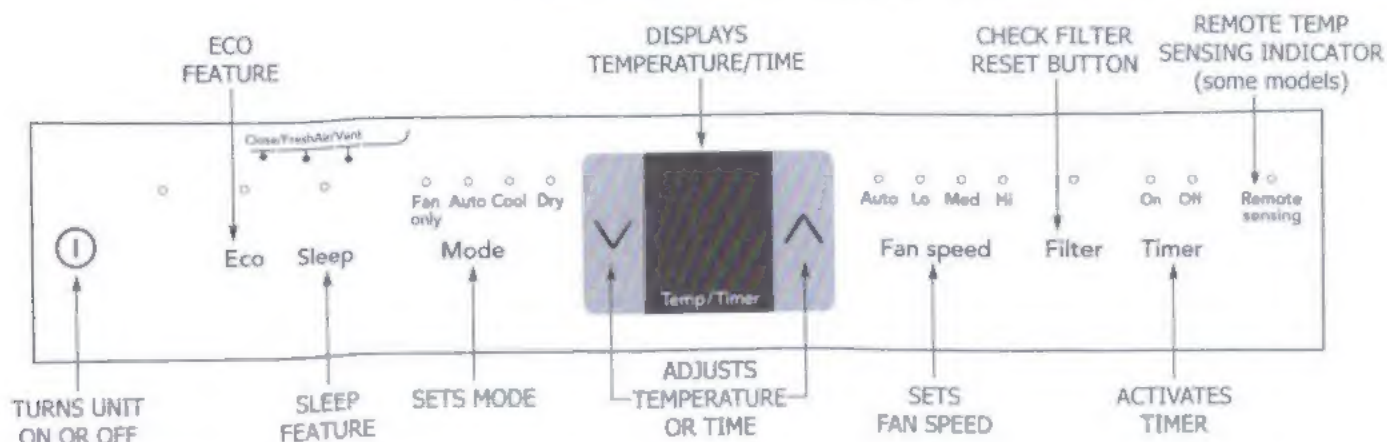 ECO
FEATURE
DISPLAYS
TEMPERATURE/TIME
CHECK FILTER
RESET BUTTON
REMOTE TEMP
SENSING INDICATOR
(some models)
Close/FreshAir/Vent
Fan only
Auto
Cool
Dry
Mode
Eco
Sleep
Temp/Timer
Auto
Lo
Med
Hi
Fan speed
Filter
On
Off
Timer
Remote
sensing
TURNS UNIT
ON OR OFF
SLEEP
FEATURE
SETS MODE
ADJUSTS
TEMPERATURE
OR TIME
SETS
FAN SPEED
ACTIVATES
TIMER